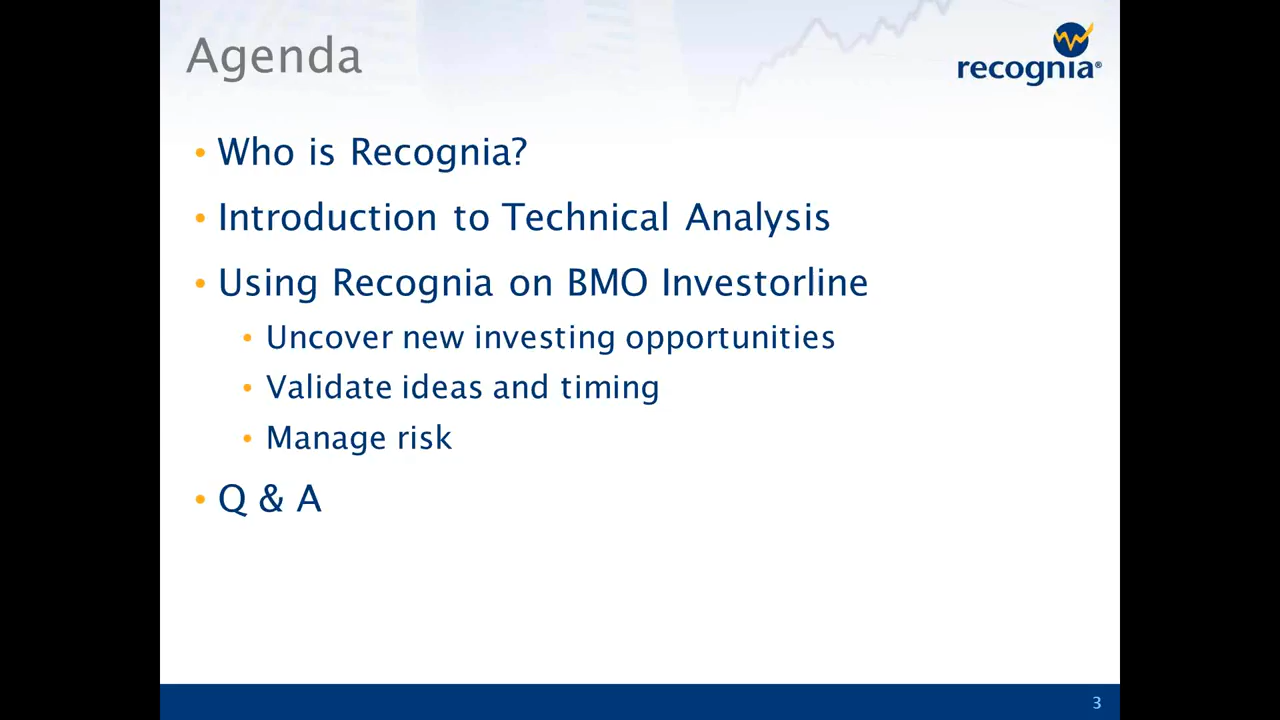 Agenda
recognia®
• Who is Recognia?
• Introduction to Technical Analysis
• Using Recognia on BMO Investorline
• Uncover new investing opportunities
• Validate ideas and timing
• Manage risk
• Q & A
3